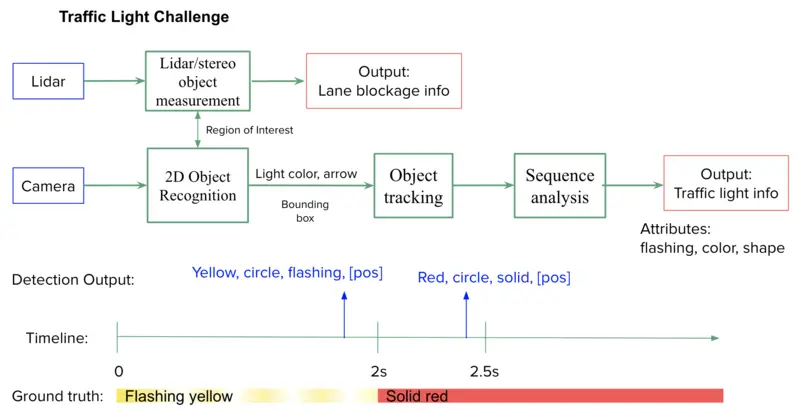 Traffic Light Challenge
Lidar
Lidar/stereo
object
measurement
Output:
Lane blockage info
Region of Interest
Camera
2D Object
Recognition
Light color, arrow
Bounding
box
Object
tracking
Sequence
analysis
Output:
Traffic light info
Attributes:
flashing, color, shape
Detection Output:
Yellow, circle, flashing, [pos]
Red, circle, solid, [pos]
Timeline:
0
2s
2.5s
Ground truth:
Flashing yellow
Solid red